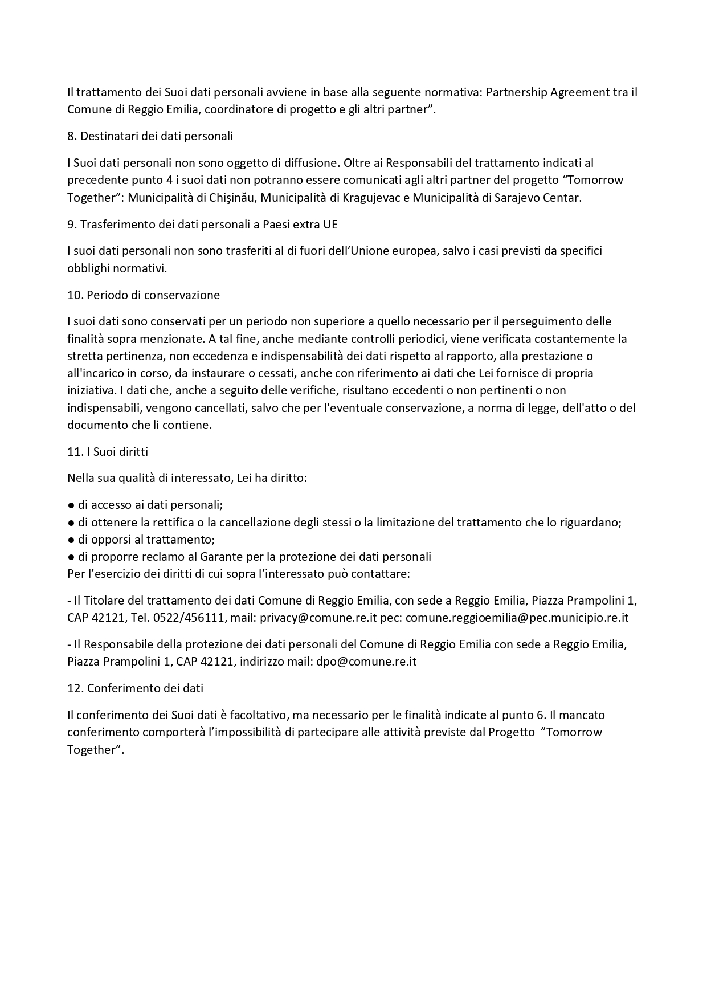 Il trattamento dei Suoi dati personali avviene in base alla seguente normativa: Partnership Agreement tra il
Comune di Reggio Emilia, coordinatore di progetto e gli altri partner”.
8. Destinatari dei dati personali
I Suoi dati personali non sono oggetto di diffusione. Oltre ai Responsabili del trattamento indicati al
precedente punto 4 i suoi dati non potranno essere comunicati agli altri partner del progetto “Tomorrow
Together”: Municipalità di Chişinău, Municipalità di Kragujevac e Municipalità di Sarajevo Centar.
9. Trasferimento dei dati personali a Paesi extra UE
I suoi dati personali non sono trasferiti al di fuori dell’Unione europea, salvo i casi previsti da specifici
obblighi normativi.
10. Periodo di conservazione
I suoi dati sono conservati per un periodo non superiore a quello necessario per il perseguimento delle
finalità sopra menzionate. A tal fine, anche mediante controlli periodici, viene verificata costantemente la
stretta pertinenza, non eccedenza e indispensabilità dei dati rispetto al rapporto, alla prestazione o
all'incarico in corso, da instaurare o cessati, anche con riferimento ai dati che Lei fornisce di propria
iniziativa. I dati che, anche a seguito delle verifiche, risultano eccedenti o non pertinenti o non
indispensabili, vengono cancellati, salvo che per l'eventuale conservazione, a norma di legge, dell'atto o del
documento che li contiene.
11. I Suoi diritti
Nella sua qualità di interessato, Lei ha diritto:
● di accesso ai dati personali;
● di ottenere la rettifica o la cancellazione degli stessi o la limitazione del trattamento che lo riguardano;
● di opporsi al trattamento;
● di proporre reclamo al Garante per la protezione dei dati personali
Per l’esercizio dei diritti di cui sopra l’interessato può contattare:
- Il Titolare del trattamento dei dati Comune di Reggio Emilia, con sede a Reggio Emilia, Piazza Prampolini 1,
CAP 42121, Tel. 0522/456111, mail: privacy@comune.re.it pec: comune.reggioemilia@pec.municipio.re.it
- Il Responsabile della protezione dei dati personali del Comune di Reggio Emilia con sede a Reggio Emilia,
Piazza Prampolini 1, CAP 42121, indirizzo mail: dpo@comune.re.it
12. Conferimento dei dati
Il conferimento dei Suoi dati è facoltativo, ma necessario per le finalità indicate al punto 6. Il mancato
conferimento comporterà l’impossibilità di partecipare alle attività previste dal Progetto ”Tomorrow
Together”.